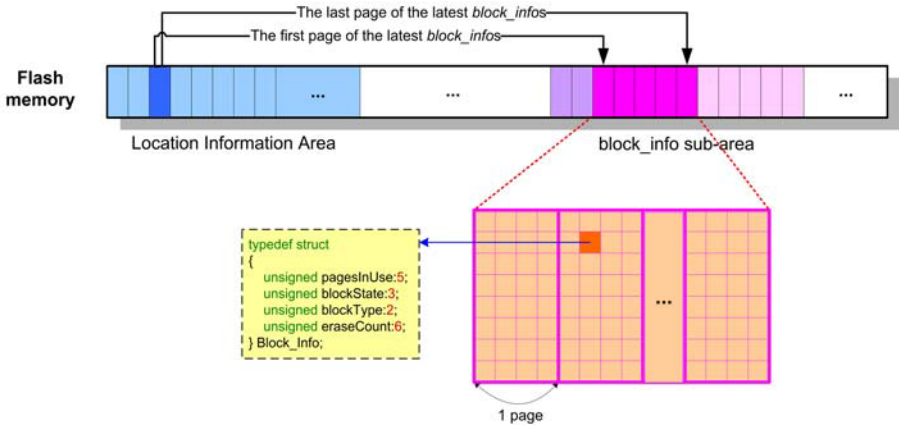 The last page of the latest block_infos
The first page of the latest block_infos
Flash
memory
...
...
...
Location Information Area
block_info sub-area
typedef struct
{
unsigned pagesInUse:5;
unsigned blockState:3;
unsigned blockType:2;
unsigned eraseCount:6;
} Block_Info;
...
1 page